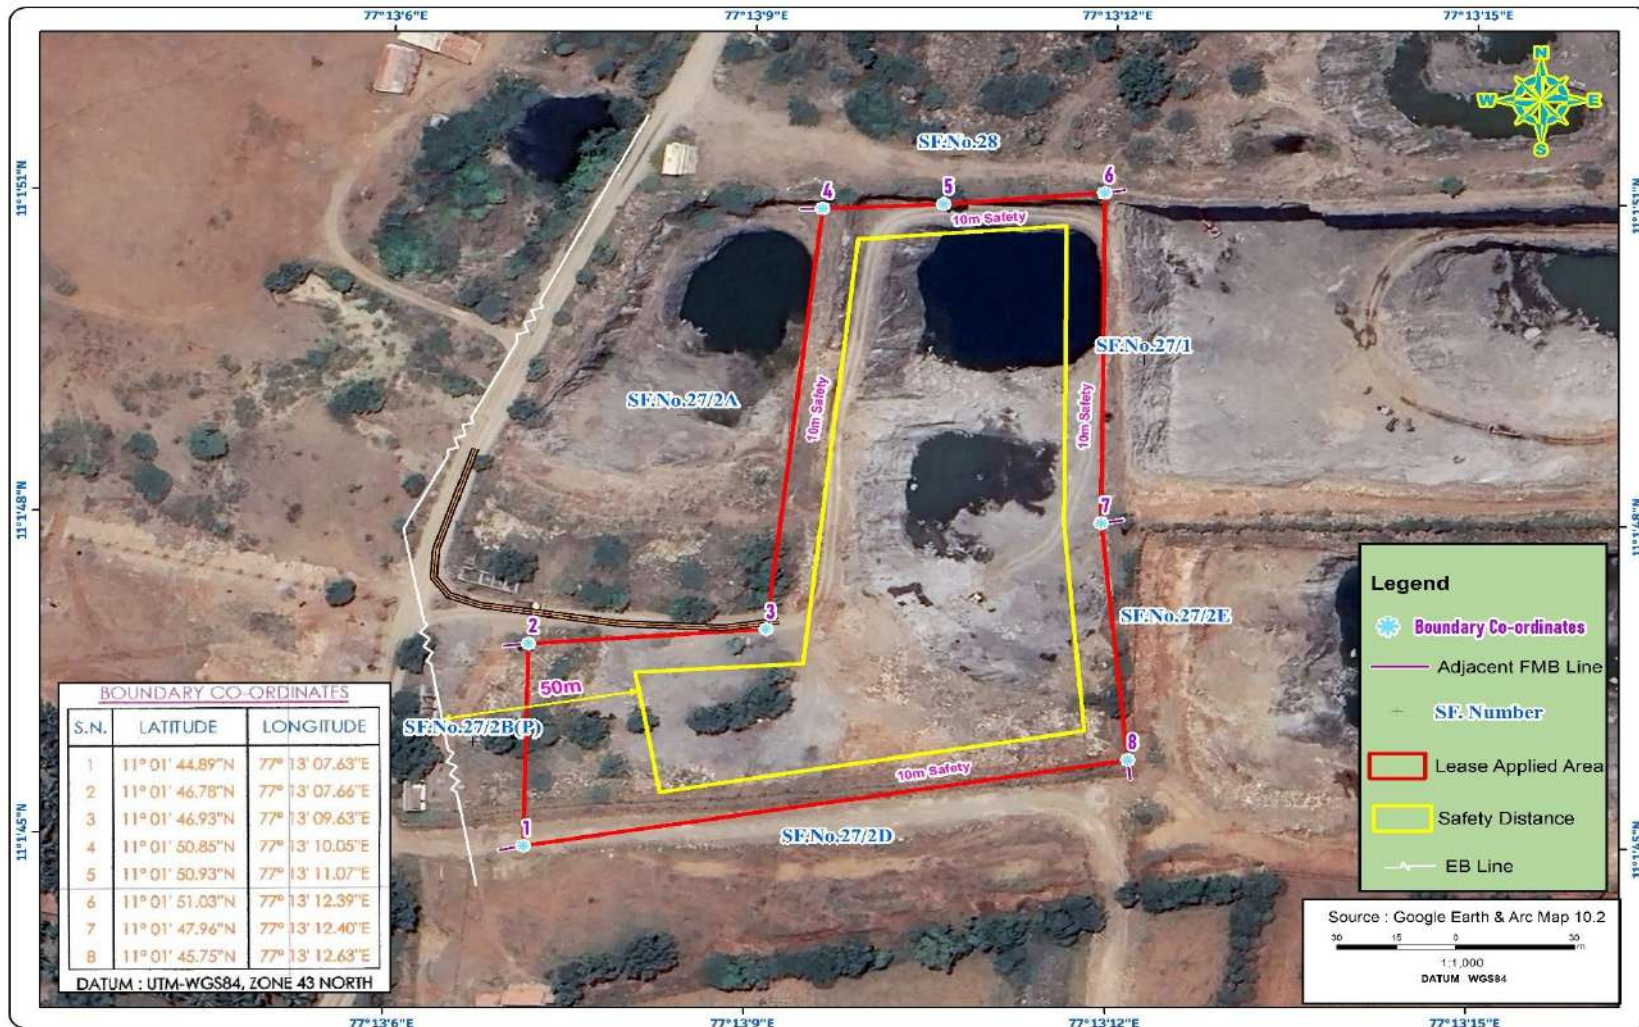 77°13'6"E 77°13'9"E 77°13'12"E 77°13'15"E
N
W E
S
SF.No.28
11°1'51"N
4 5 6
11°1'51"N
10m Safety
SF.No.27/1
SF.No.27/2A
10m Safety
10m Safety
11°1'48"N
7
11°1'48"N
3
2
SF.No.27/2E
50m
SF.No.27/2B(P)
8
10m Safety
1
SF.No.27/2D
11°1'45"N
11°1'45"N
BOUNDARY CO-ORDINATES
S.N. LATITUDE LONGITUDE
1 11° 01' 44.89"N 77° 13' 07.63"E
2 11° 01' 46.78"N 77° 13' 07.66"E
3 11° 01' 46.93"N 77° 13' 09.63"E
4 11° 01' 50.85"N 77° 13' 10.05"E
5 11° 01' 50.93"N 77° 13' 11.07"E
6 11° 01' 51.03"N 77° 13' 12.39"E
7 11° 01' 47.96"N 77° 13' 12.40"E
8 11° 01' 45.75"N 77° 13' 12.63"E
DATUM : UTM-WGS84, ZONE 43 NORTH
Legend
Boundary Co-ordinates
Adjacent FMB Line
SF. Number
Lease Applied Area
Safety Distance
EB Line
Source : Google Earth & Arc Map 10.2
30 15 0 30
m
1:1,000
DATUM WGS84
77°13'6"E 77°13'9"E 77°13'12"E 77°13'15"E